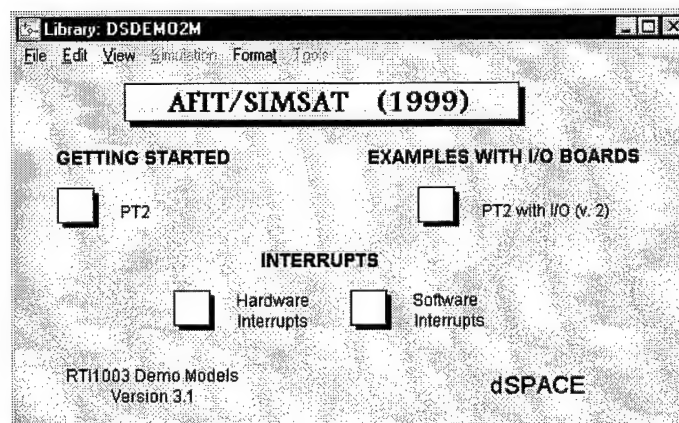 Library: DSDEMO2M
File Edit View Simulation Format Tools
AFIT/SIMSAT (1999)
GETTING STARTED
EXAMPLES WITH I/O BOARDS
PT2
PT2 with I/O (v. 2)
INTERRUPTS
Hardware
Interrupts
Software
Interrupts
RTI1003 Demo Models
Version 3.1
dSPACE